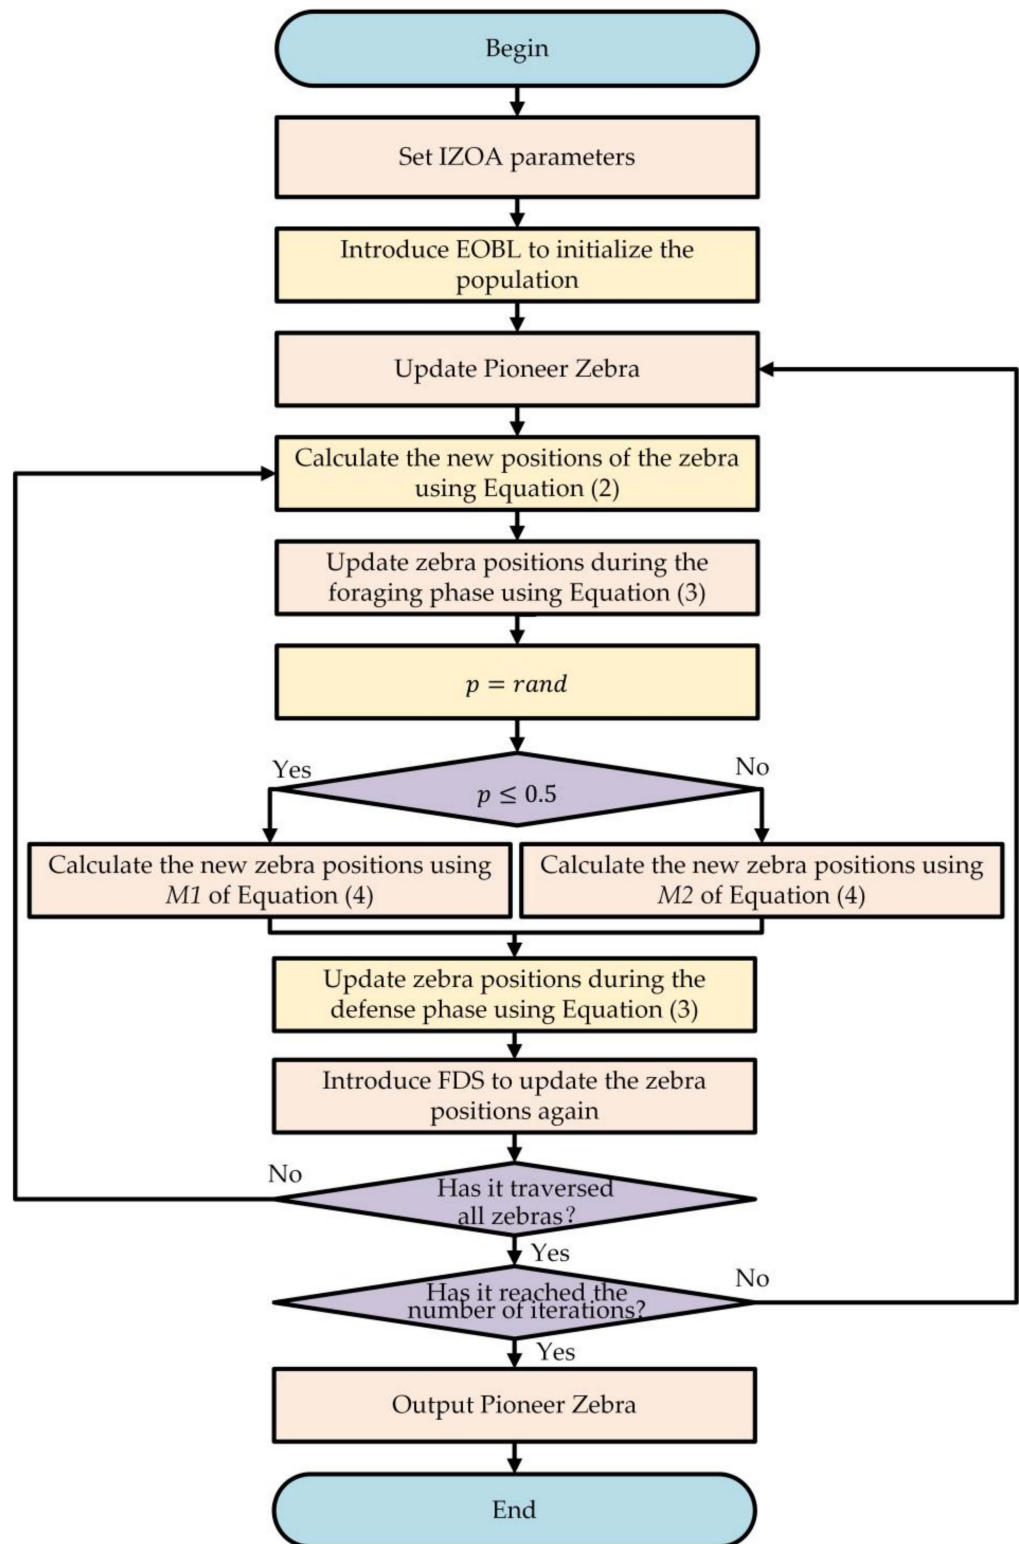 Begin
Set IZOA parameters
Introduce EOBL to initialize the
population
Update Pioneer Zebra
Calculate the new positions of the zebra
using Equation (2)
Update zebra positions during the
foraging phase using Equation (3)
p = rand
Yes
No
p ≤ 0.5
Calculate the new zebra positions using
M1 of Equation (4)
Calculate the new zebra positions using
M2 of Equation (4)
Update zebra positions during the
defense phase using Equation (3)
Introduce FDS to update the zebra
positions again
No
Has it traversed
all zebras?
Yes
No
Has it reached the
number of iterations?
Yes
Output Pioneer Zebra
End